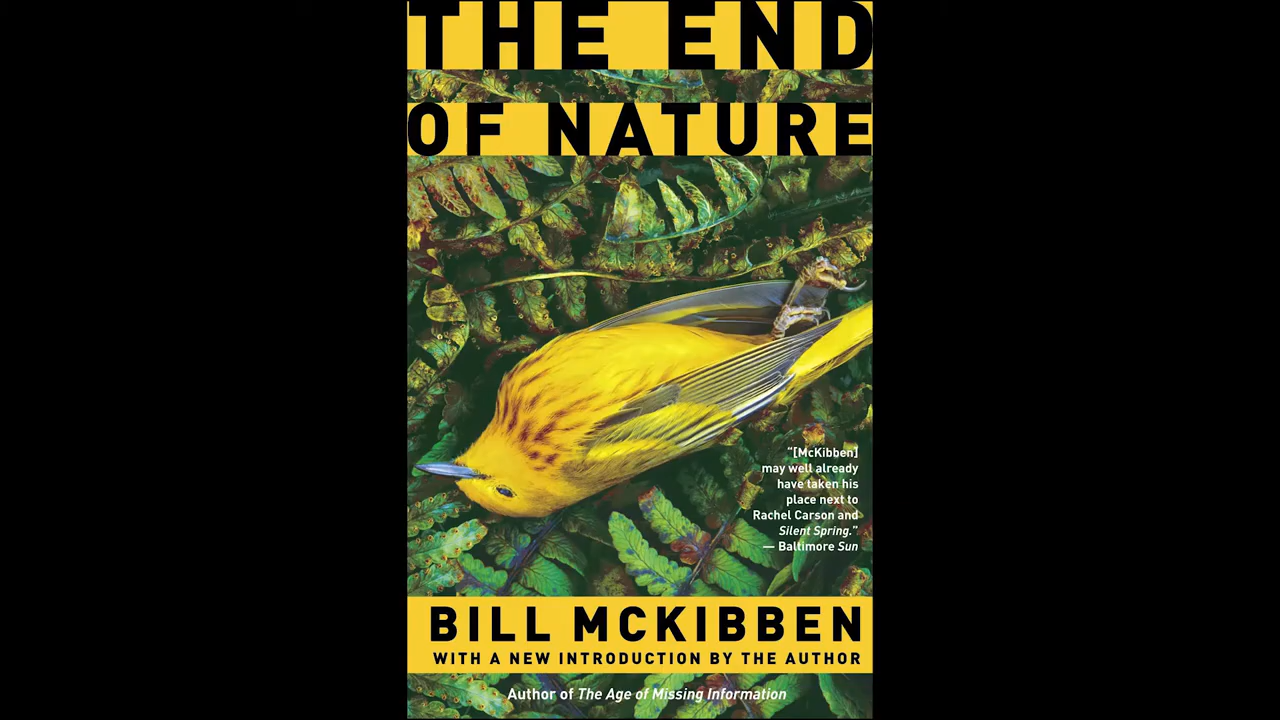 THE END
OF NATURE
“[McKibben]
may well already
have taken his
place next to
Rachel Carson and
Silent Spring.”
— Baltimore Sun
BILL MCKIBBEN
WITH A NEW INTRODUCTION BY THE AUTHOR
Author of The Age of Missing Information